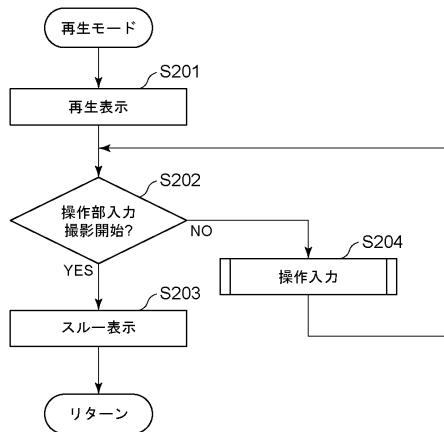 再生モード
S201
再生表示
S202
操作部入力
撮影開始?
NO
YES
S204
操作入力
S203
スルー表示
リターン